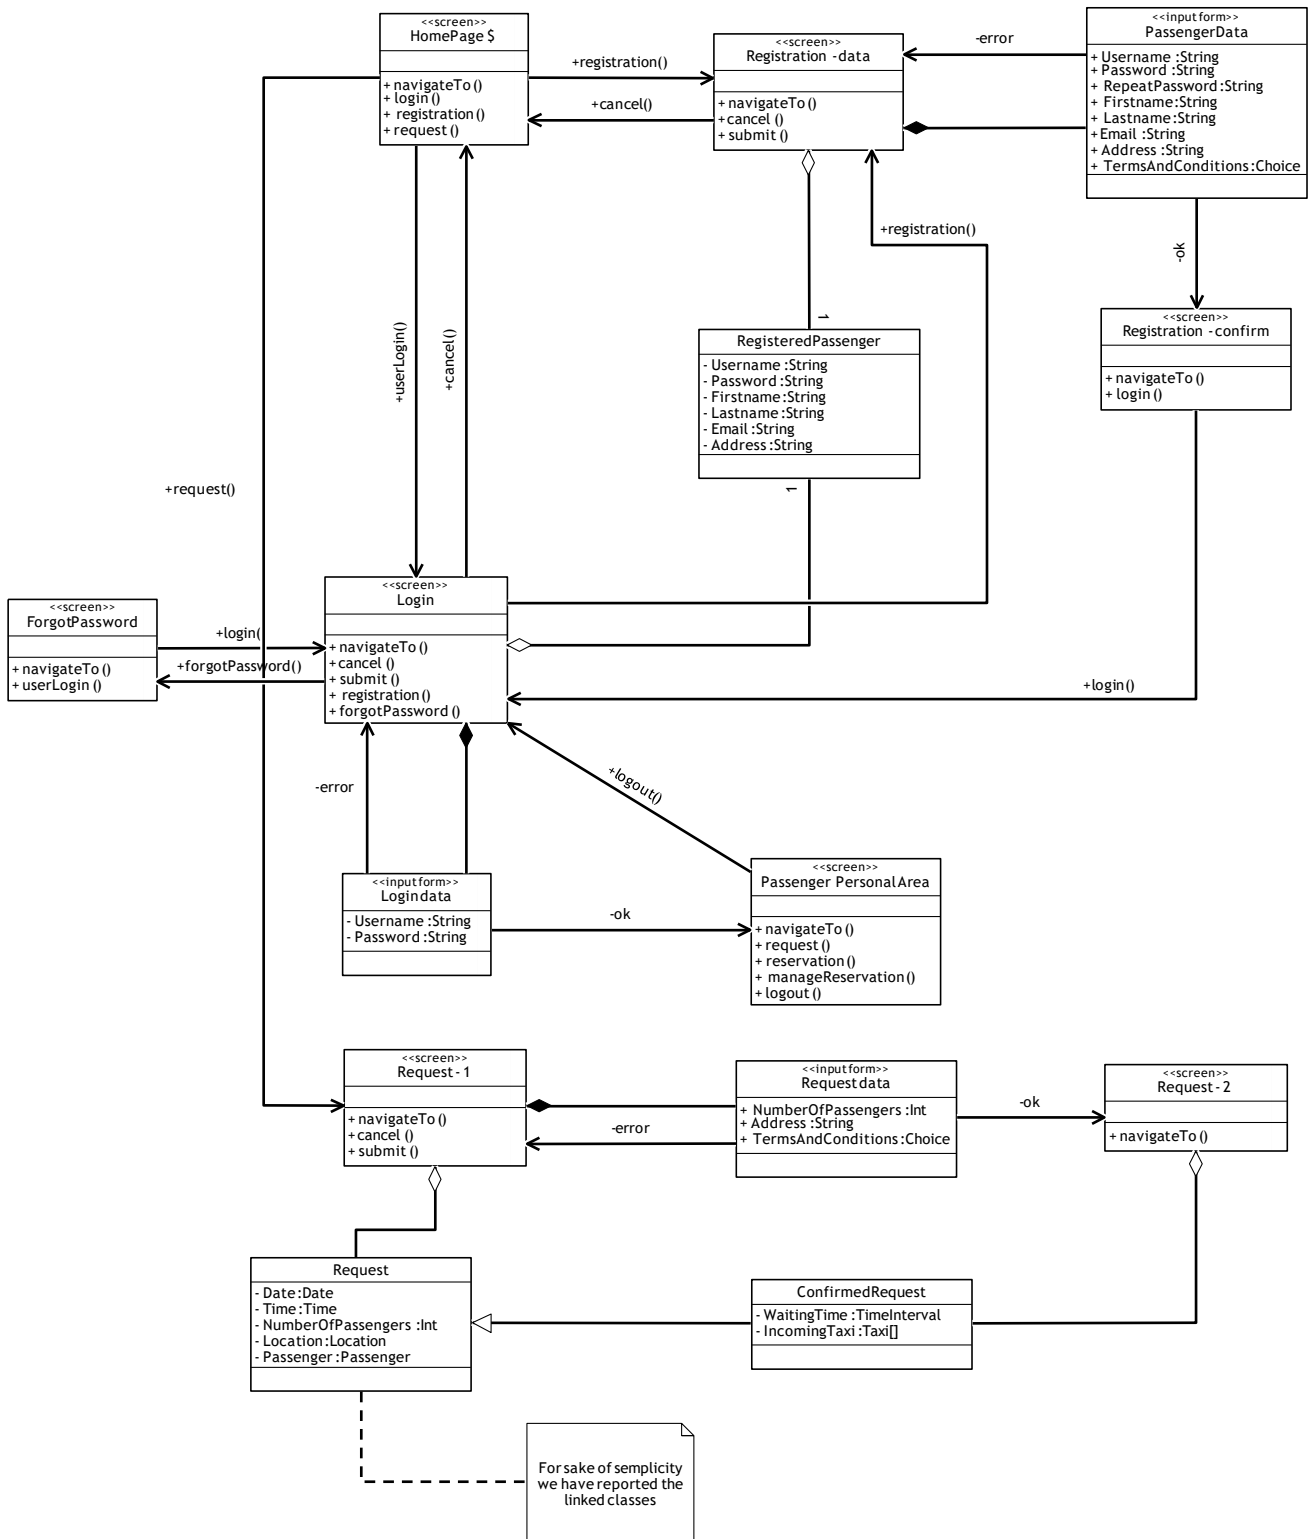 <<screen>>
HomePage $
+ navigateTo ()
+ login ()
+ registration()
+ request ()
+registration()
+cancel()
<<screen>>
Registration -data
+ navigateTo ()
+cancel ()
+ submit ()
-error
<<input form>>
PassengerData
+ Username :String
+ Password :String
+ RepeatPassword:String
+ Firstname:String
+ Lastname:String
+Email :String
+ Address :String
+ TermsAndConditions:Choice
-ok
+registration()
<<screen>>
Registration -confirm
+ navigateTo ()
+ login ()
1
RegisteredPassenger
- Username :String
- Password :String
- Firstname :String
- Lastname :String
- Email :String
- Address :String
1
+userLogin()
+cancel()
+request()
<<screen>>
ForgotPassword
+ navigateTo ()
+ userLogin ()
+login(
+forgotPassword()
<<screen>>
Login
+ navigateTo ()
+cancel ()
+ submit ()
+ registration()
+ forgotPassword ()
+login()
-error
+logout()
<<input form>>
Login data
- Username :String
- Password :String
-ok
<<screen>>
Passenger Personal Area
+ navigateTo ()
+ request ()
+ reservation()
+ manageReservation()
+ logout ()
<<screen>>
Request - 1
+ navigateTo ()
+cancel ()
+ submit ()
-error
<<input form>>
Request data
+ NumberOfPassengers :Int
+ Address :String
+ TermsAndConditions:Choice
-ok
<<screen>>
Request - 2
+ navigateTo ()
Request
- Date :Date
- Time :Time
- NumberOfPassengers :Int
- Location:Location
- Passenger :Passenger
ConfirmedRequest
- WaitingTime :TimeInterval
- IncomingTaxi :Taxi[]
For sake of semplicity
we have reported the
linked classes